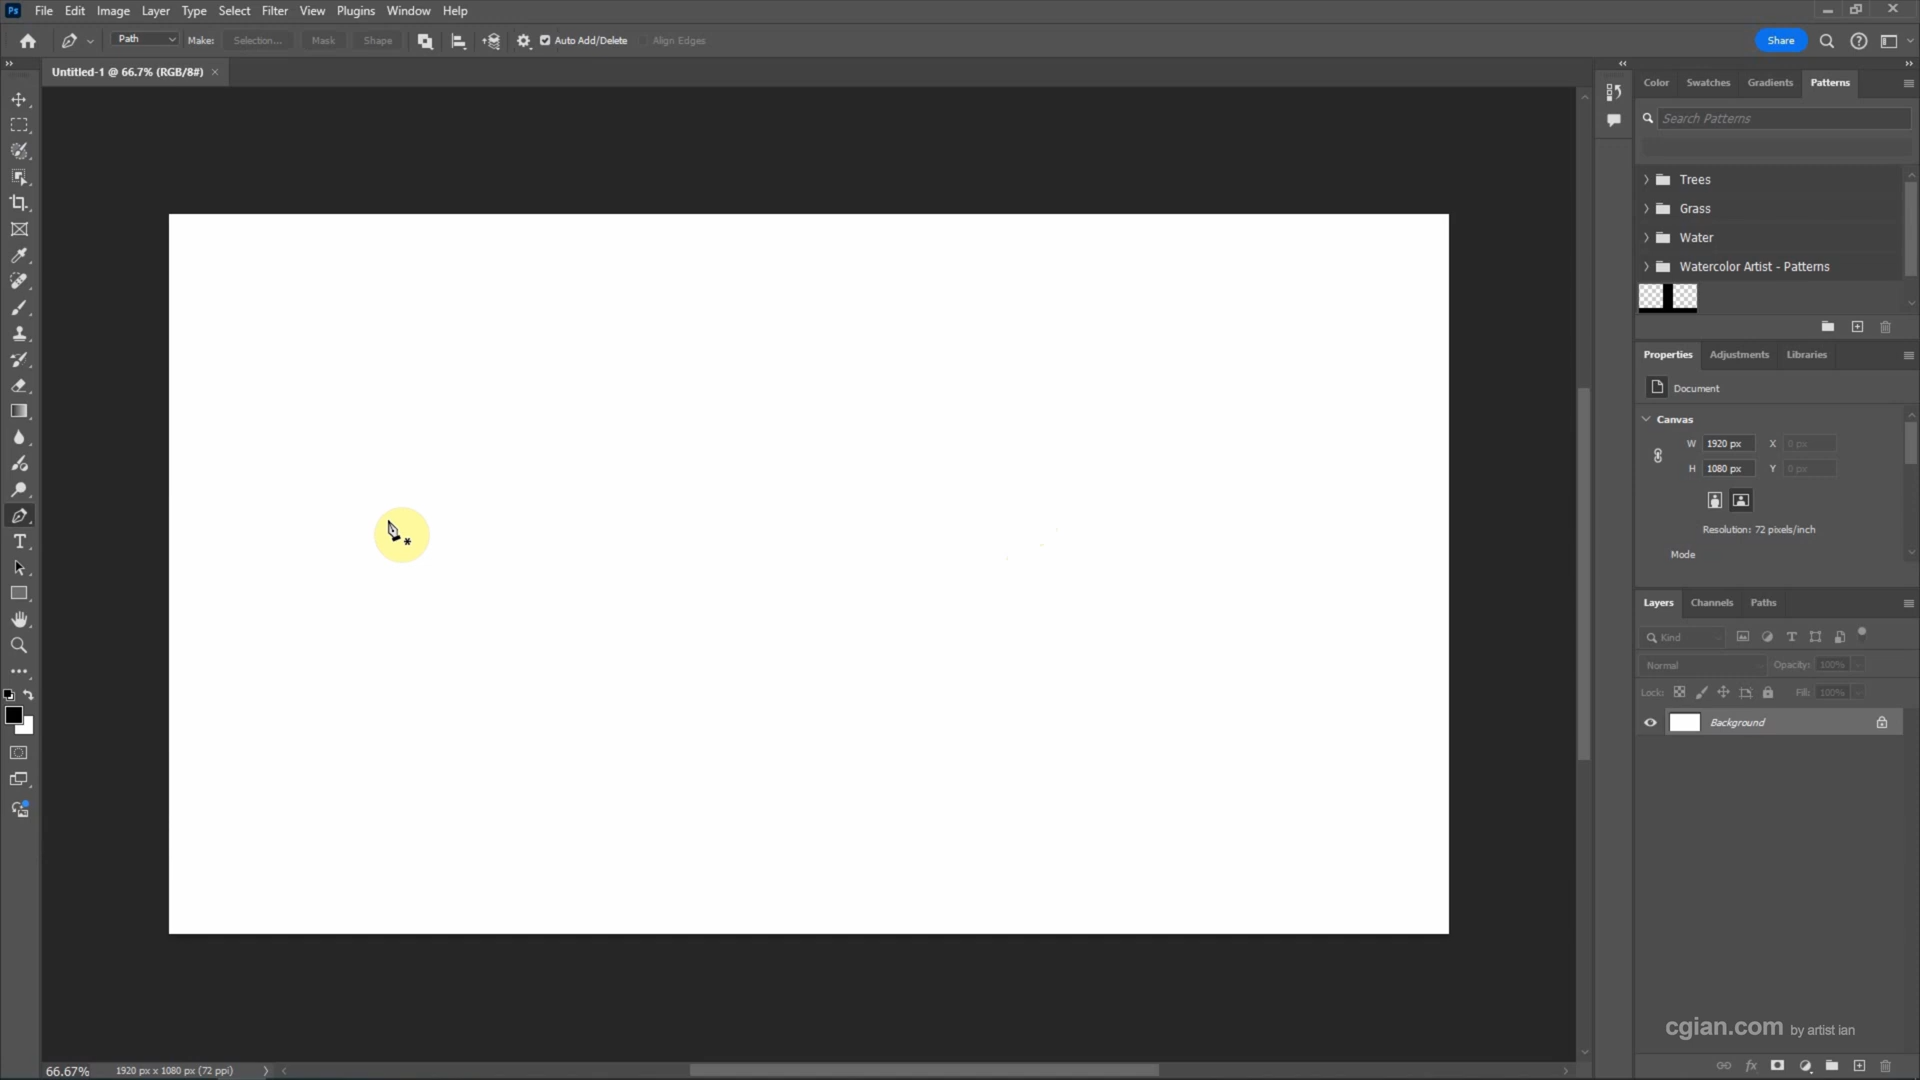 Ps File Edit Image Layer Type Select Filter View Plugins Window Help
Path Make: Selection... Mask Shape Auto Add/Delete Align Edges Share
Untitled-1 @ 66.7% (RGB/8#)
Color Swatches Gradients Patterns
Search Patterns
Trees
Grass
Water
Watercolor Artist - Patterns
Properties Adjustments Libraries
Document
Canvas
W 1920 px X 0 px
H 1080 px Y 0 px
Resolution: 72 pixels/inch
Mode
Layers Channels Paths
Kind
Normal Opacity: 100%
Lock: Fill: 100%
Background
cgian.com by artist ian
66.67% 1920 px x 1080 px (72 ppi)